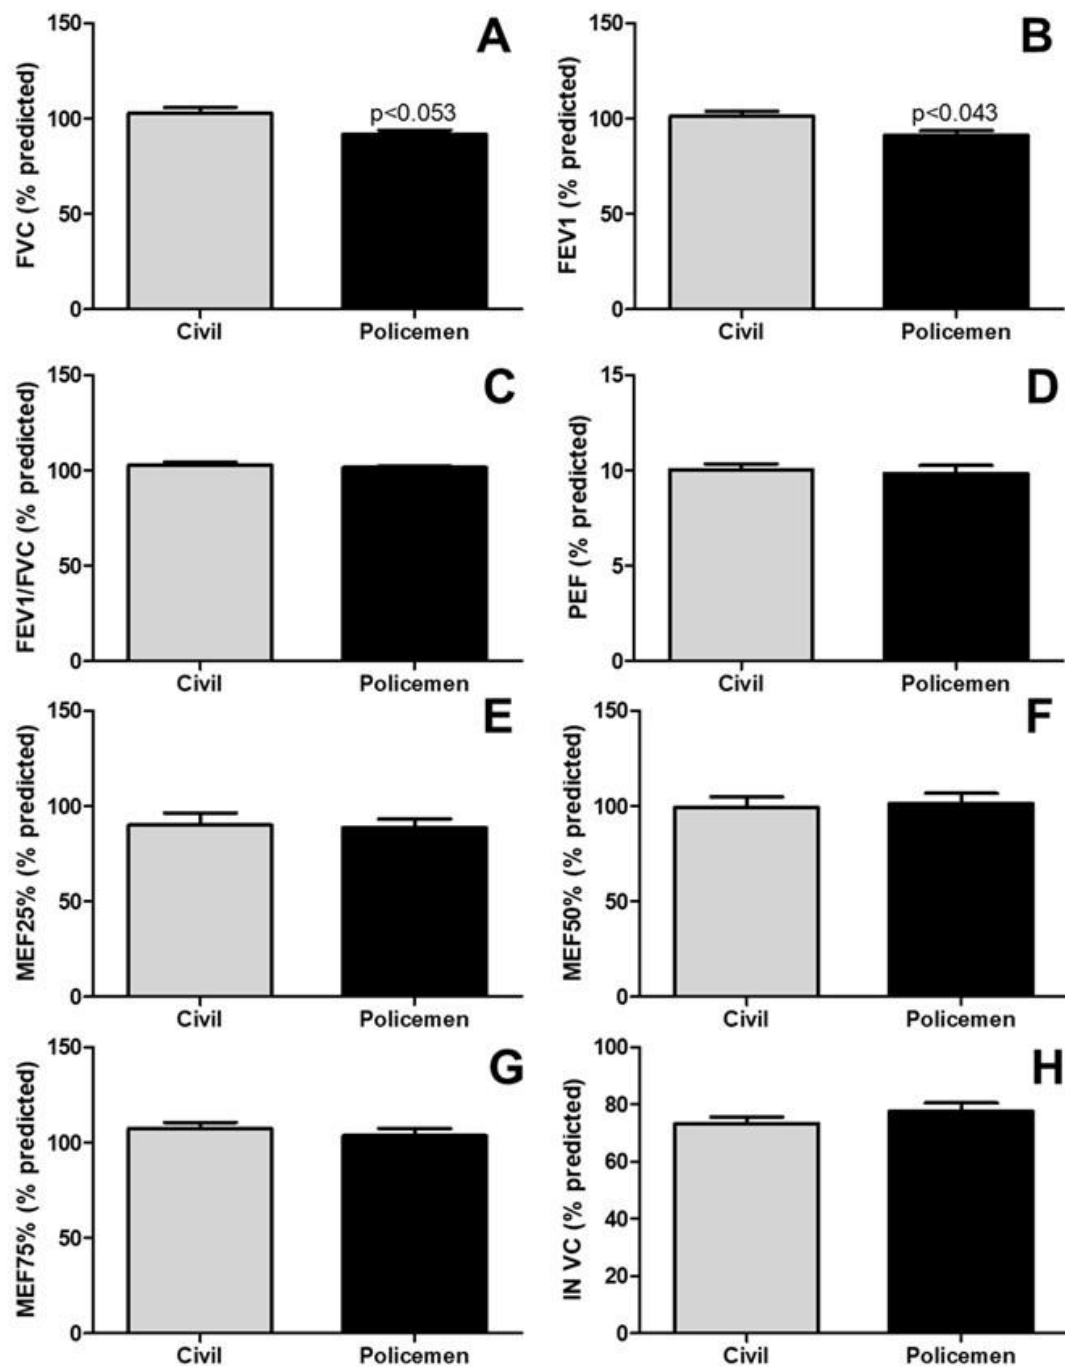 A
FVC (% predicted)
150
100
50
0
p<0.053
Civil
Policemen
B
FEV1 (% predicted)
150
100
50
0
p<0.043
Civil
Policemen
C
FEV1/FVC (% predicted)
150
100
50
0
Civil
Policemen
D
PEF (% predicted)
15
10
5
0
Civil
Policemen
E
MEF25% (% predicted)
150
100
50
0
Civil
Policemen
F
MEF50% (% predicted)
150
100
50
0
Civil
Policemen
G
MEF75% (% predicted)
150
100
50
0
Civil
Policemen
H
IN VC (% predicted)
100
80
60
40
20
0
Civil
Policemen